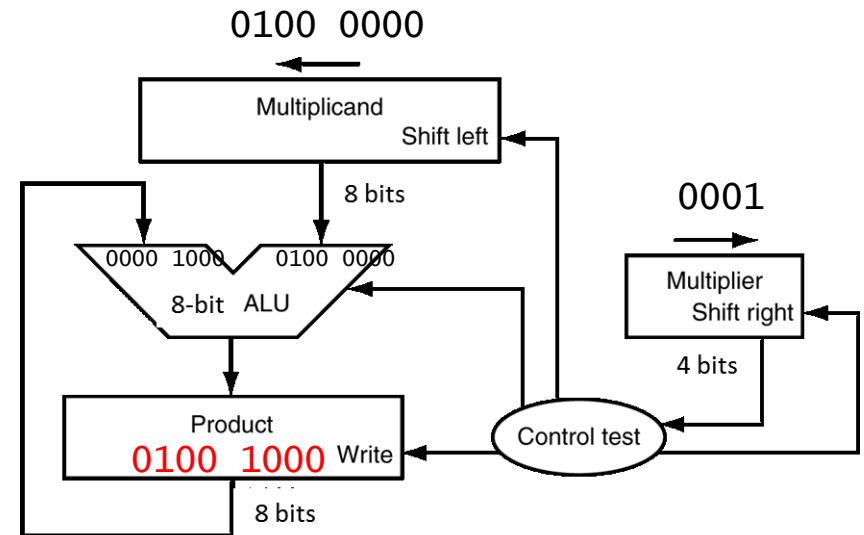 0100 0000
Multiplicand
Shift left
8 bits
0001
Multiplier
Shift right
4 bits
0000 1000
0100 0000
8-bit ALU
Product
0100 1000
Write
Control test
8 bits